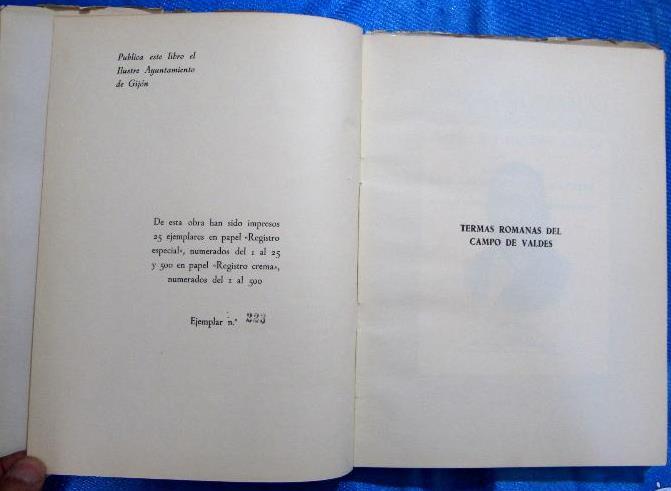 Publica este libro el
Ilustre Ayuntamiento
de Gijón
De esta obra han sido impresos
25 ejemplares en papel «Registro
especial», numerados del 1 al 25
y 500 en papel «Registro crema»,
numerados del 1 al 500
Ejemplar n.º 223
TERMAS ROMANAS DEL
CAMPO DE VALDES